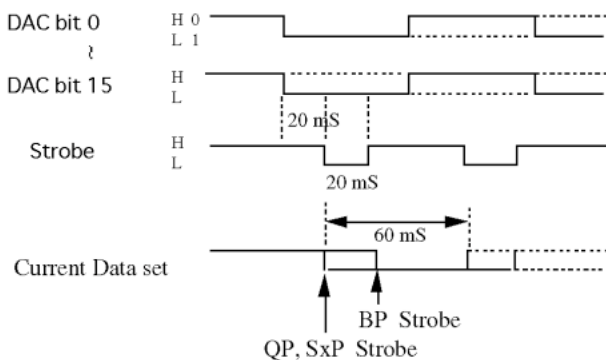 DAC bit 0 H 0
L 1
≀
DAC bit 15 H
L
20 mS
Strobe H
L
20 mS
60 mS
Current Data set
BP Strobe
QP, SxP Strobe